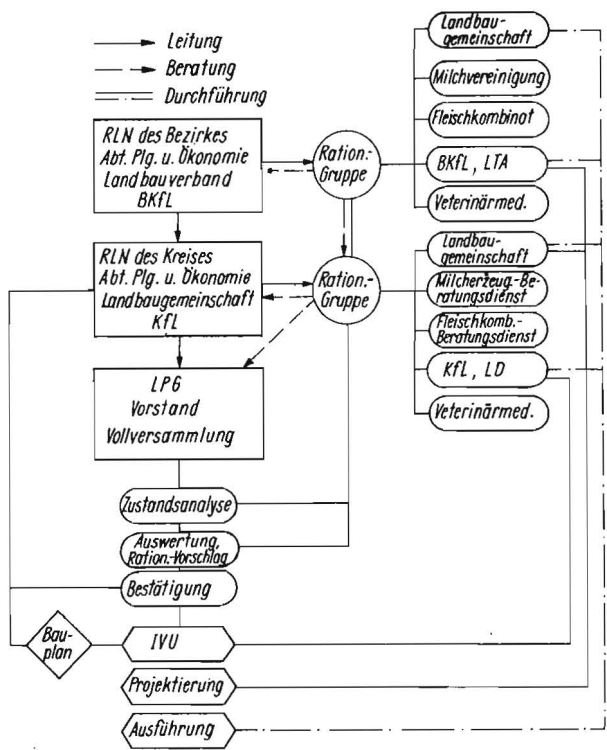 Leitung
Beratung
Durchführung
RLN des Bezirkes
Abt. Plg. u. Ökonomie
Landbauverband
BKfL
Ration.-
Gruppe
Landbau-
gemeinschaft
Milchvereinigung
Fleischkombinat
BKfL, LTA
Veterinärmed.
RLN des Kreises
Abt. Plg. u. Ökonomie
Landbaugemeinschaft
KfL
Ration.-
Gruppe
Landbau-
gemeinschaft
Milcherzeug.-Be-
ratungsdienst
Fleischkomb.-
Beratungsdienst
KfL, LD
Veterinärmed.
LPG
Vorstand
Vollversammlung
Zustandsanalyse
Auswertung,
Ration.-Vorschlag
Bestätigung
Bau-
plan
IVU
Projektierung
Ausführung